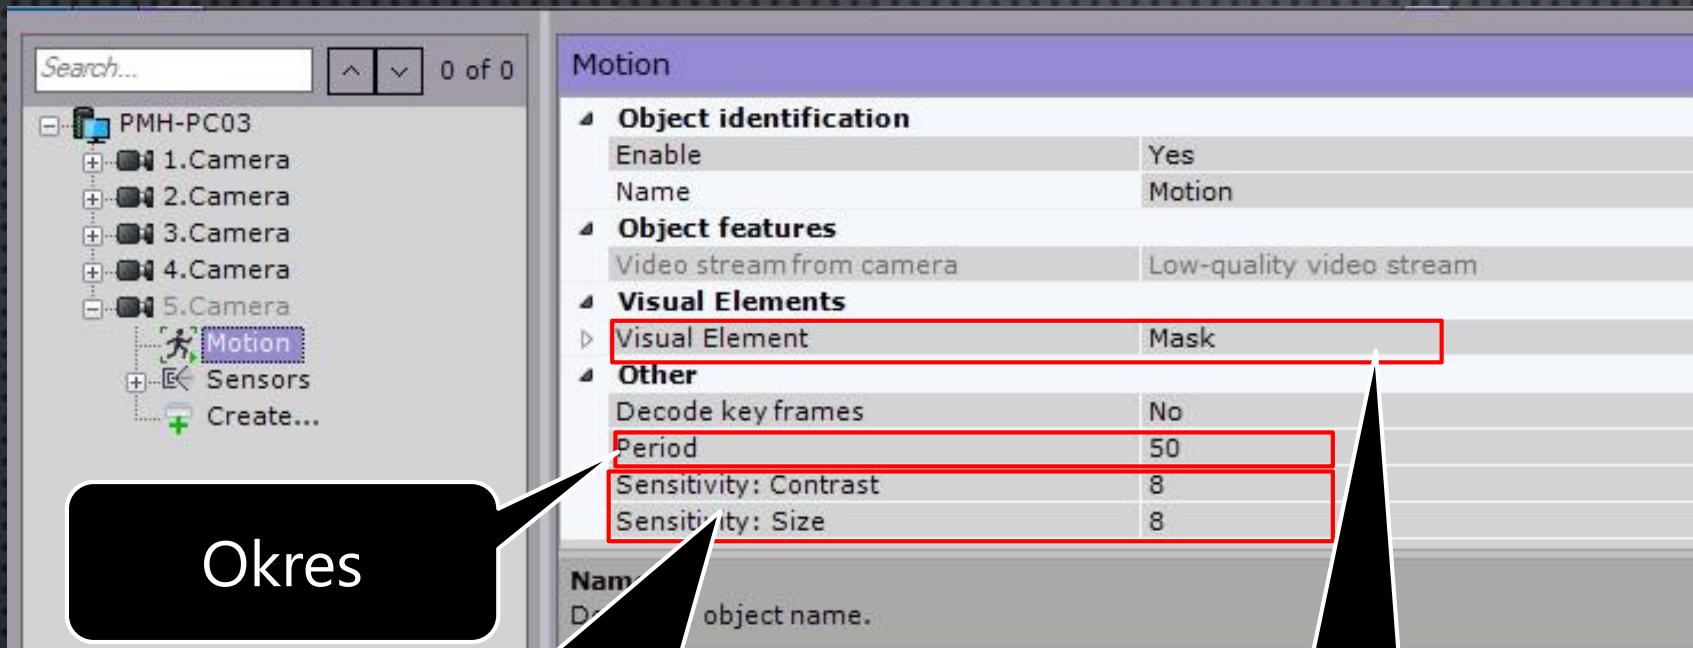 Search...
0 of 0
PMH-PC03
1.Camera
2.Camera
3.Camera
4.Camera
5.Camera
Motion
Sensors
Create...
Okres
Motion
Object identification
Enable Yes
Name Motion
Object features
Video stream from camera Low-quality video stream
Visual Elements
Visual Element Mask
Other
Decode key frames No
Period 50
Sensitivity: Contrast 8
Sensitivity: Size 8
object name.